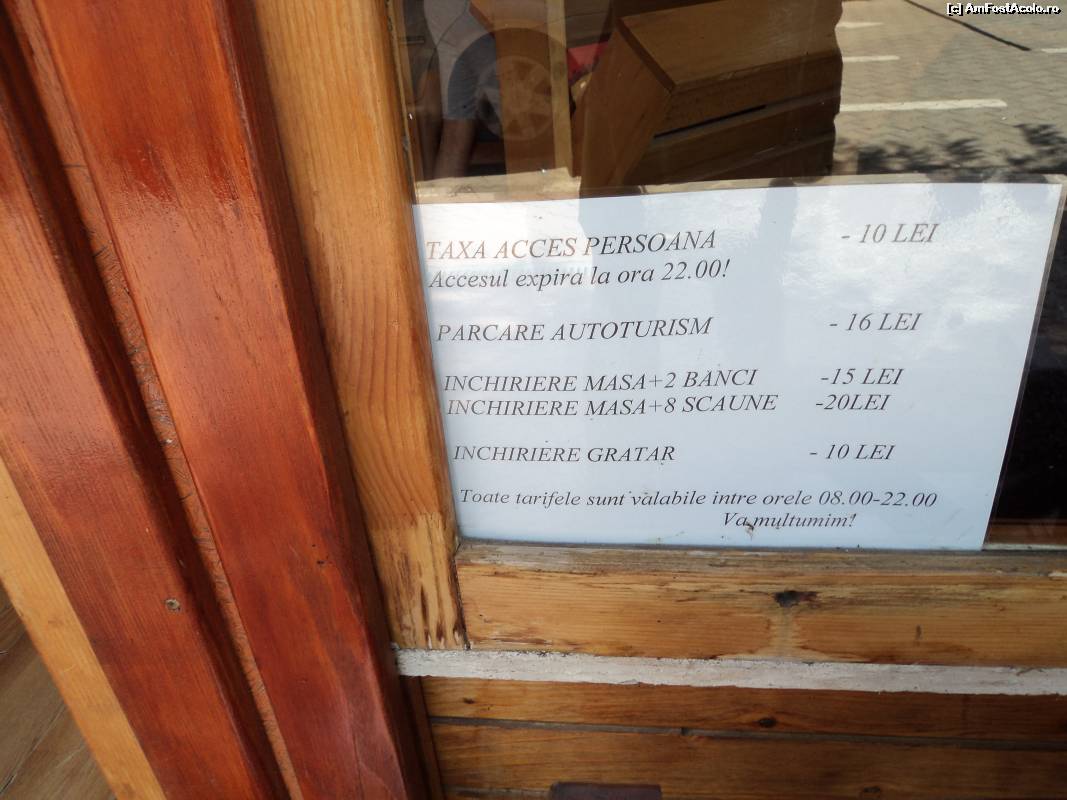 [c] AmFostAcolo.ro
TAXA ACCES PERSOANA - 10 LEI
Accesul expira la ora 22.00!
PARCARE AUTOTURISM - 16 LEI
INCHIRIERE MASA+2 BANCI -15 LEI
INCHIRIERE MASA+8 SCAUNE -20LEI
INCHIRIERE GRATAR - 10 LEI
Toate tarifele sunt valabile intre orele 08.00-22.00
Va multumim!